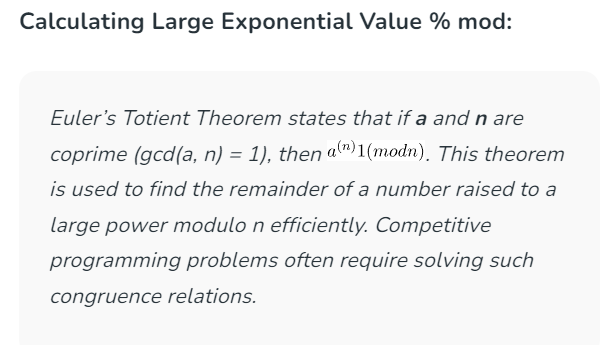 Calculating Large Exponential Value % mod:
Euler’s Totient Theorem states that if a and n are
coprime (gcd(a, n) = 1), then a^{(n)}1(modn). This theorem
is used to find the remainder of a number raised to a
large power modulo n efficiently. Competitive
programming problems often require solving such
congruence relations.